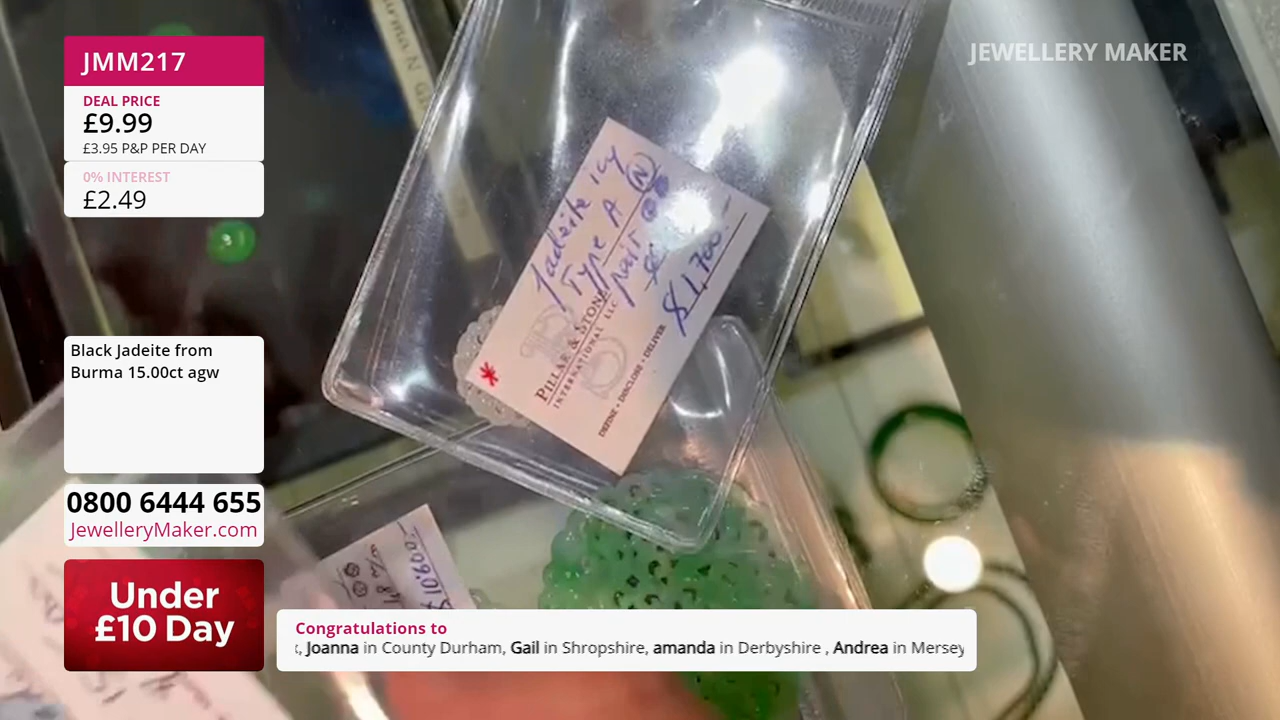 JMM217
DEAL PRICE
£9.99
£3.95 P&P PER DAY
0% INTEREST
£2.49
Black Jadeite from
Burma 15.00ct agw
0800 6444 655
JewelleryMaker.com
Under
£10 Day
Congratulations to
Joanna in County Durham, Gail in Shropshire, amanda in Derbyshire , Andrea in Mersey
JEWELLERY MAKER
Jadeite icy
Type A N
pair
$1,700.-
PILLAR & STONE
INTERNATIONAL LLC
DEFINE • DISCLOSE • DELIVER